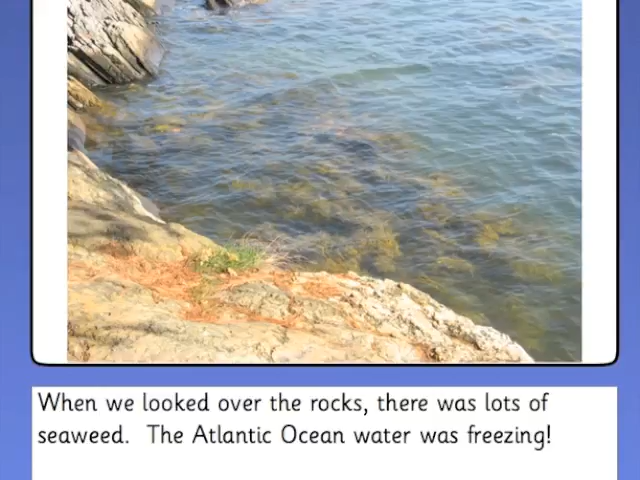 When we looked over the rocks, there was lots of
seaweed.  The Atlantic Ocean water was freezing!